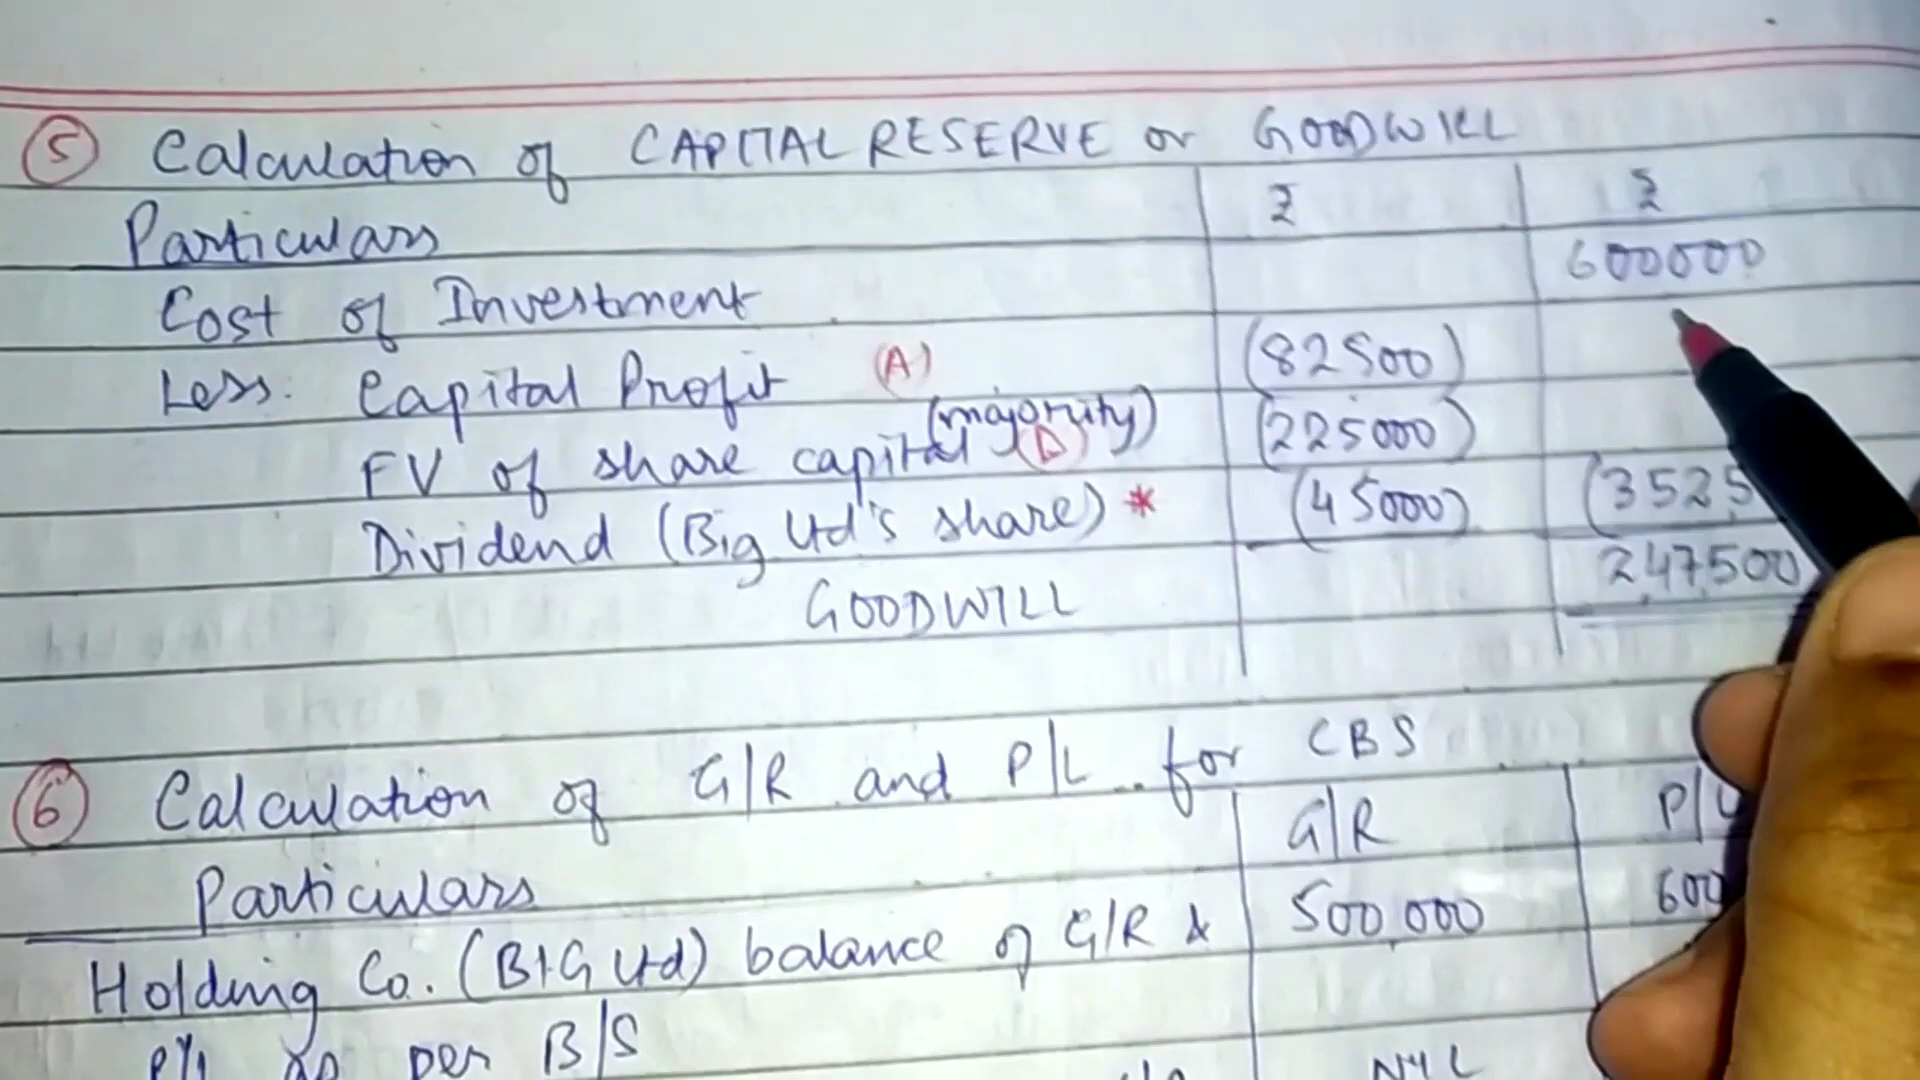 5 Calculation of CAPITAL RESERVE or GOODWILL
Particulars ₹ ₹
Cost of Investment 600000
Less: Capital Profit (A) (82500)
FV of share capital (majority) (225000)
Dividend (Big Ltd's share) * (45000) (3525
GOODWILL 247500
6 Calculation of G/R and P/L for CBS
Particulars G/R P/L
Holding Co. (BIG Ltd) balance of G/R & 500000 600
P/L as per B/S